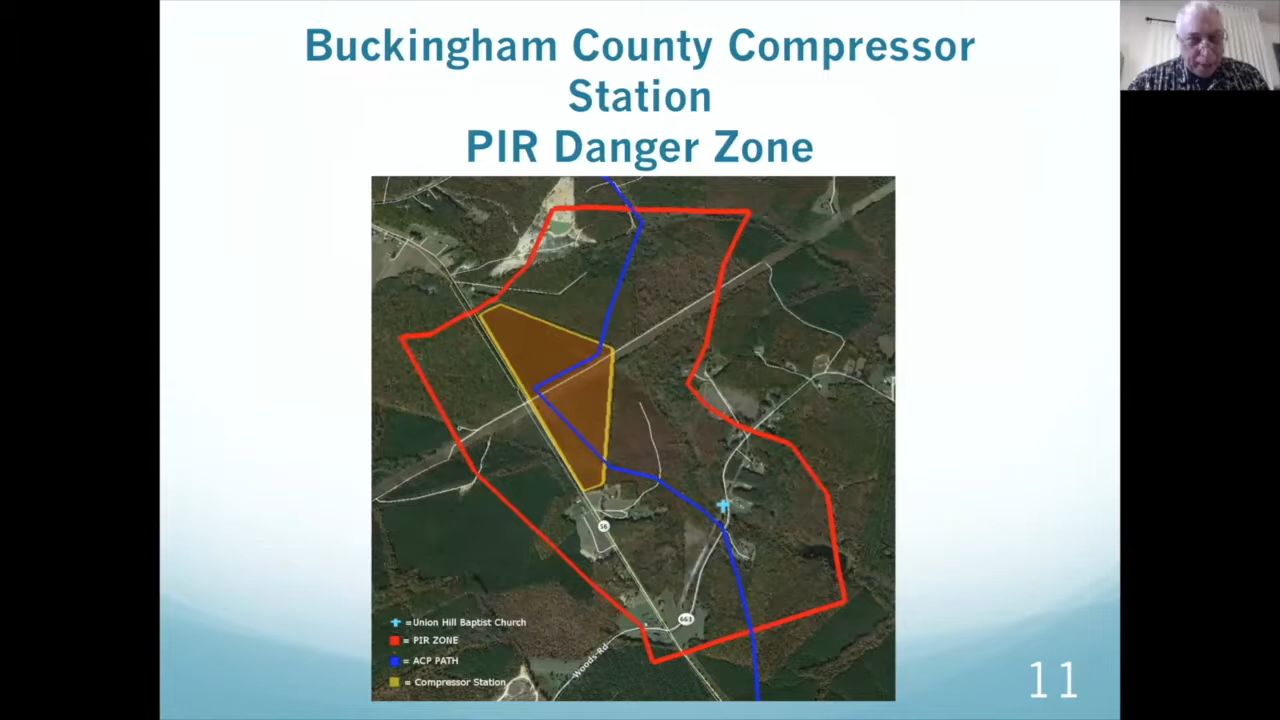 Buckingham County Compressor
Station
PIR Danger Zone
56
663
Woods-Rd
=Union Hill Baptist Church
= PIR ZONE
= ACP PATH
= Compressor Station
11